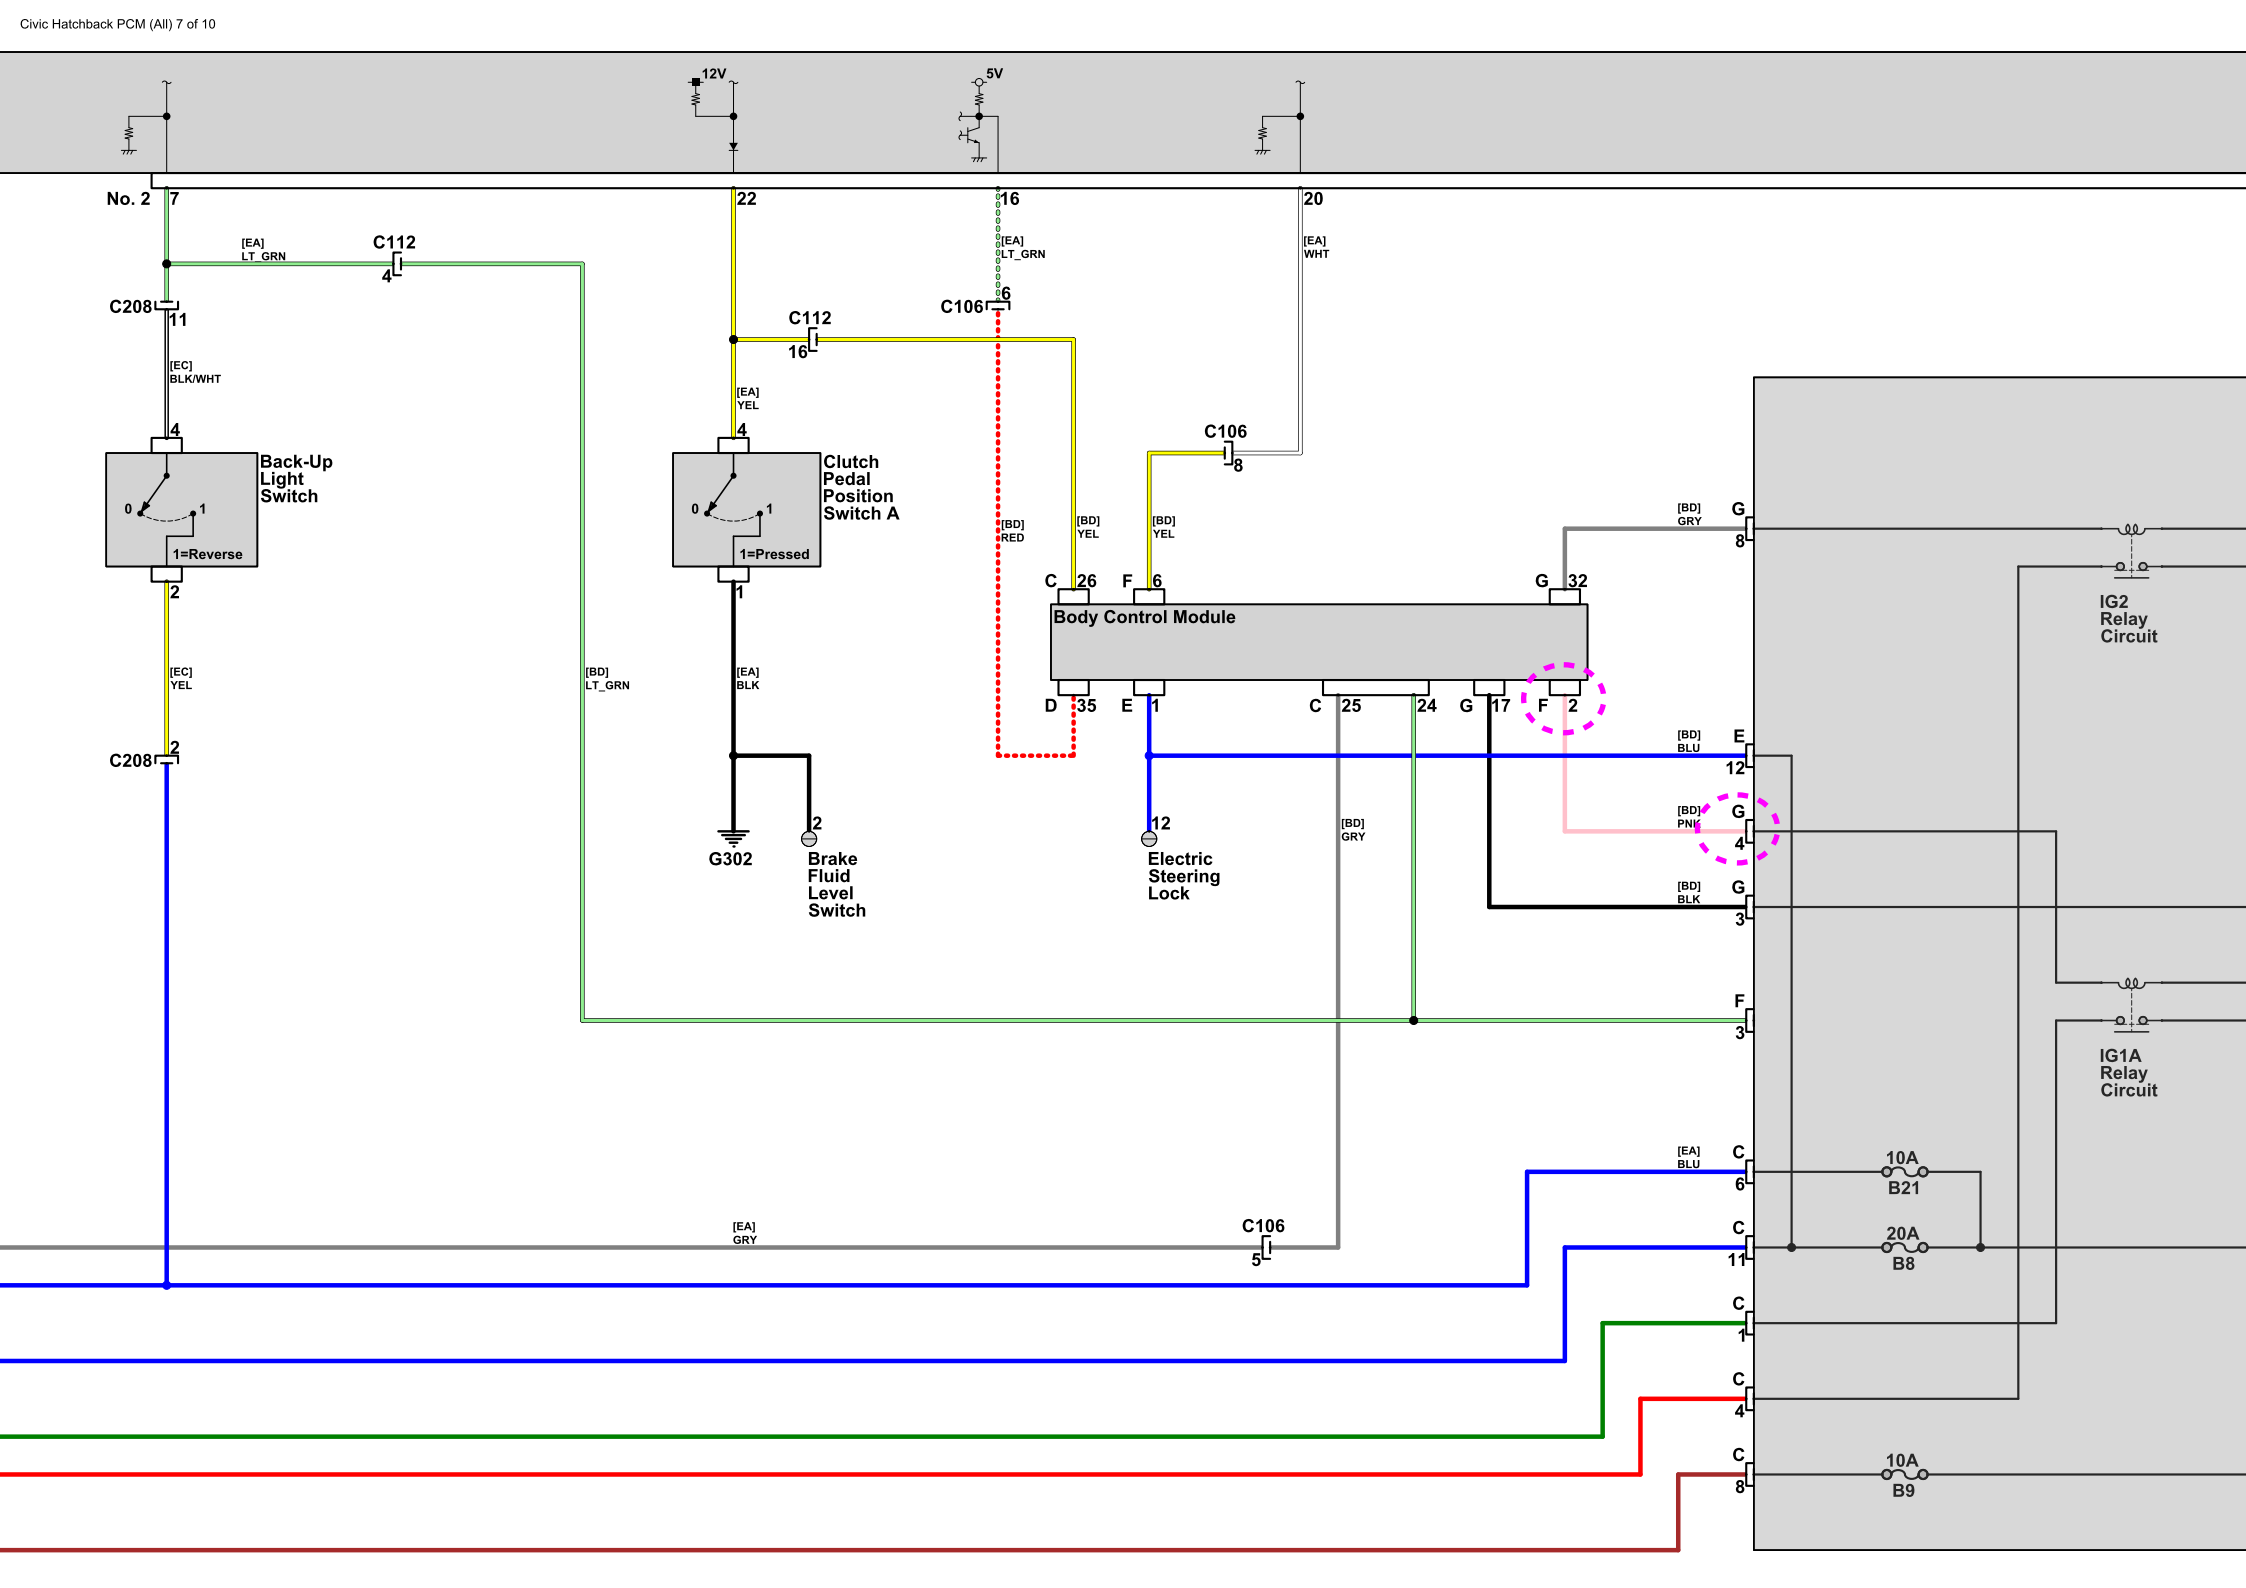 Civic Hatchback PCM (All) 7 of 10
12V
5V
No. 2
7
22
16
20
[EA]
LT_GRN
C112
4
[EA]
LT_GRN
[EA]
WHT
C208
11
C106
6
C112
16
[EC]
BLK/WHT
[EA]
YEL
4
Back-Up
Light
Switch
0
1
1=Reverse
2
4
Clutch
Pedal
Position
Switch A
0
1
1=Pressed
1
C106
8
[BD]
RED
[BD]
YEL
[BD]
YEL
[BD]
GRY
G
8
C
26
F
6
G
32
Body Control Module
D
35
E
1
C
25
24
G
17
F
2
IG2
Relay
Circuit
[EC]
YEL
[BD]
LT_GRN
[EA]
BLK
2
C208
[BD]
BLU
E
12
[BD]
PNK
G
4
[BD]
GRY
G302
2
Brake
Fluid
Level
Switch
12
Electric
Steering
Lock
[BD]
BLK
G
3
F
3
IG1A
Relay
Circuit
[EA]
BLU
C
6
10A
B21
[EA]
GRY
C106
5
C
11
20A
B8
C
1
C
4
C
8
10A
B9